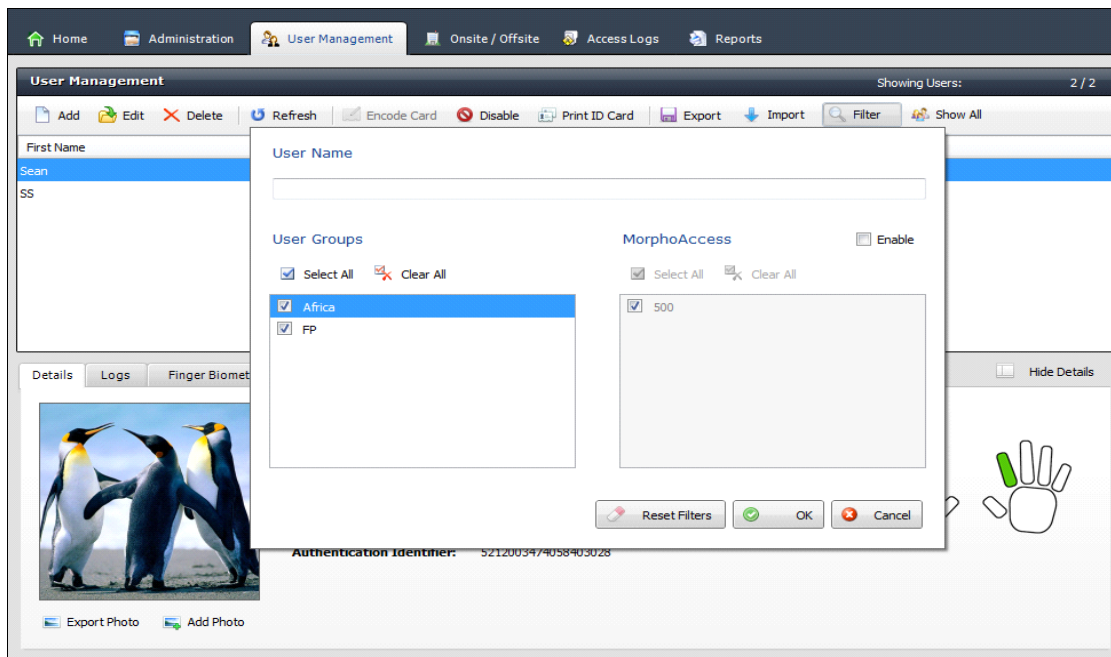 Home Administration User Management Onsite / Offsite Access Logs Reports
User Management Showing Users: 2 / 2
Add Edit Delete Refresh Encode Card Disable Print ID Card Export Import Filter Show All
First Name
Sean
SS
User Name
User Groups MorphoAccess Enable
Select All Clear All Select All Clear All
Africa 500
FP
Details Logs Finger Biomet Hide Details
Reset Filters OK Cancel
Authentication Identifier: 5212003474058403028
Export Photo Add Photo